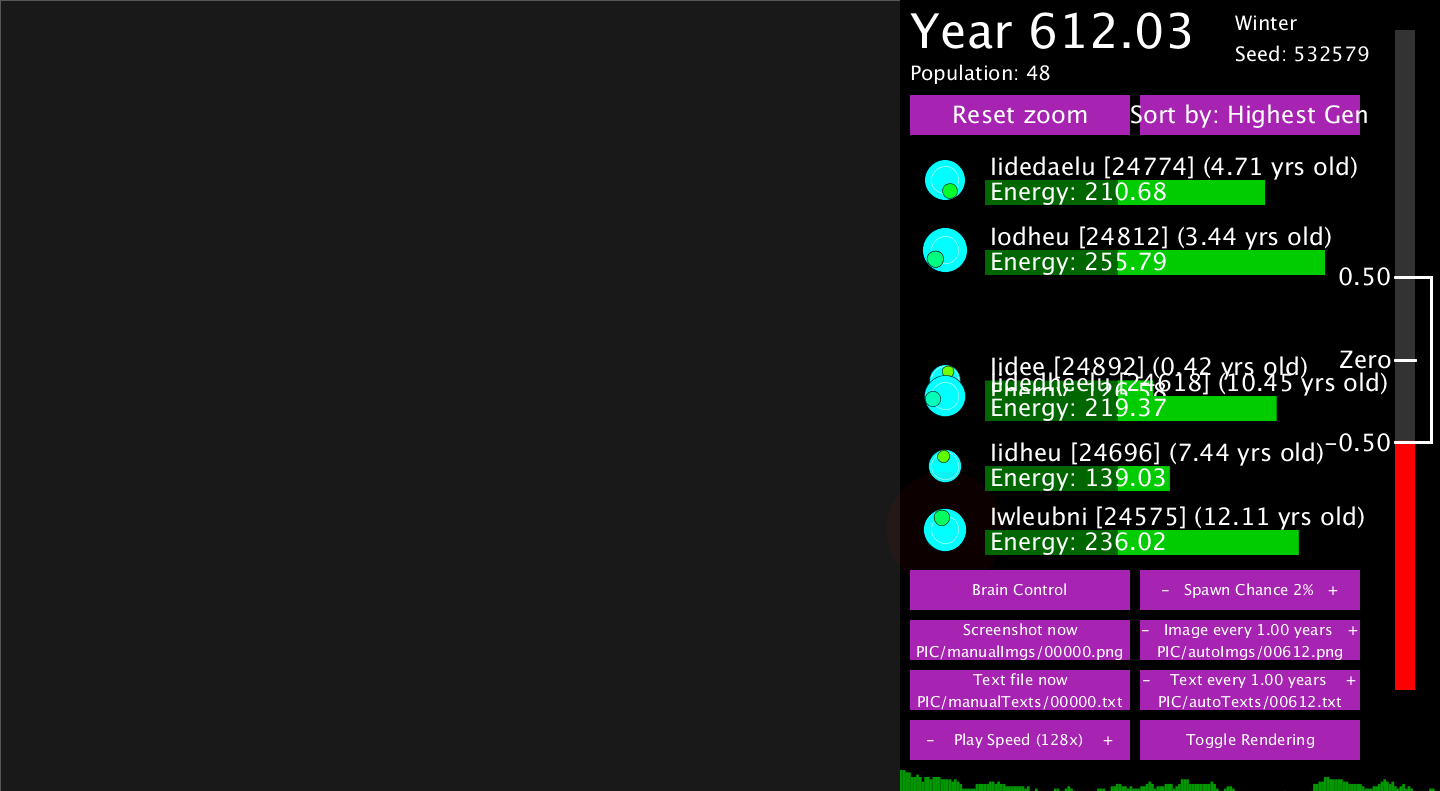 Year 612.03
Winter
Seed: 532579
Population: 48
Reset zoom
Sort by: Highest Gen
Iidedaelu [24774] (4.71 yrs old)
Energy: 210.68
Iodheu [24812] (3.44 yrs old)
Energy: 255.79
0.50
Zero
-0.50
Iidee [24892] (0.42 yrs old)
Energy: 126.58
Iidedheelu [24618] (10.45 yrs old)
Energy: 219.37
Iidheu [24696] (7.44 yrs old)
Energy: 139.03
Iwleubni [24575] (12.11 yrs old)
Energy: 236.02
Brain Control
- Spawn Chance 2% +
Screenshot now
PIC/manualImgs/00000.png
- Image every 1.00 years +
PIC/autoImgs/00612.png
Text file now
PIC/manualTexts/00000.txt
- Text every 1.00 years +
PIC/autoTexts/00612.txt
- Play Speed (128x) +
Toggle Rendering